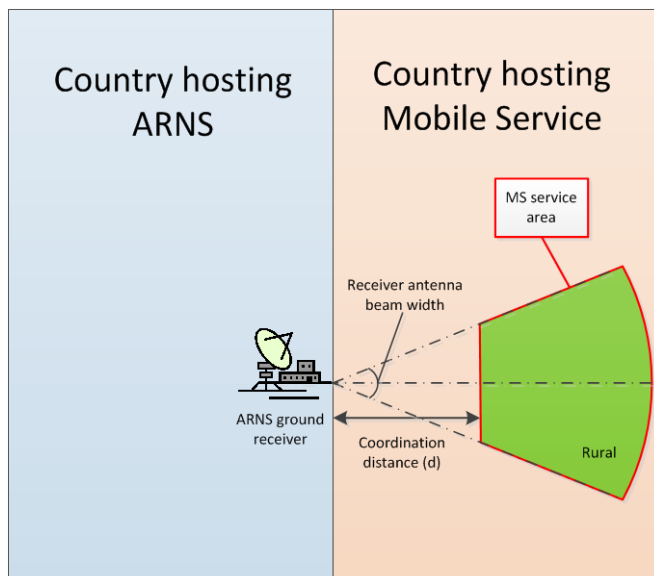 Country hosting
ARNS
Country hosting
Mobile Service
MS service
area
Receiver antenna
beam width
ARNS ground
receiver
Coordination
distance (d)
Rural